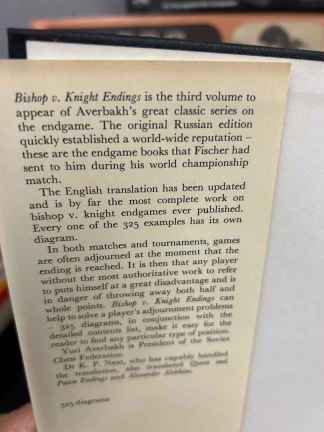 Bishop v. Knight Endings is the third volume to
appear of Averbakh's great classic series on
the endgame. The original Russian edition
quickly established a world-wide reputation –
these are the endgame books that Fischer had
sent to him during his world championship
match.
The English translation has been updated
and is by far the most complete work on
bishop v. knight endgames ever published.
Every one of the 325 examples has its own
diagram.
In both matches and tournaments, games
are often adjourned at the moment that the
ending is reached. It is then that any player
without the most authoritative work to refer
to puts himself at a great disadvantage and is
in danger of throwing away both half and
whole points. Bishop v. Knight Endings can
help to solve a player's adjournment problems
– 325 diagrams, in conjunction with the
detailed contents list, make it easy for the
reader to find any particular type of position.
Yuri Averbakh is President of the Soviet
Chess Federation.
Dr K. P. Neat, who has capably handled
the translation, also translated Queen and
Pawn Endings and Alexander Alekhine.
325 diagrams